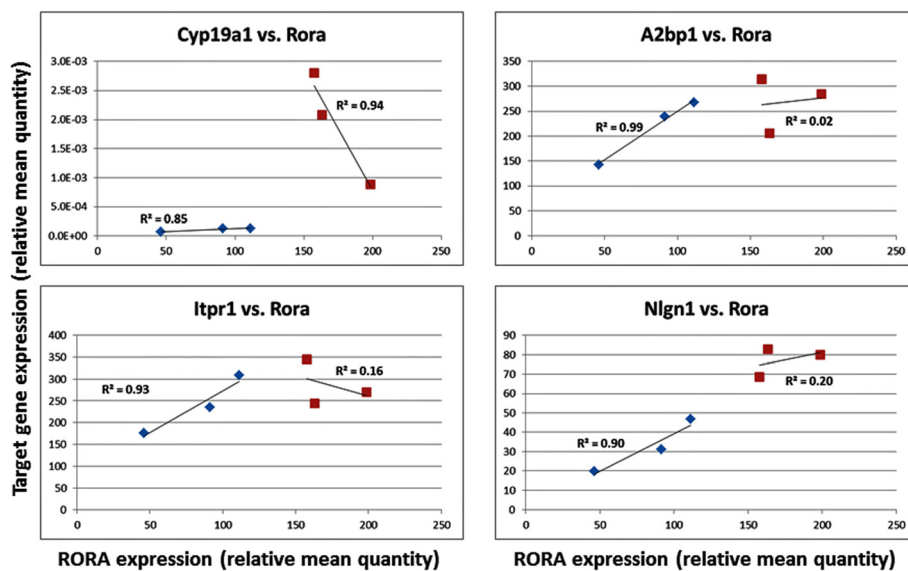 Target gene expression (relative mean quantity)
Cyp19a1 vs. Rora
3.0E-03
2.5E-03
2.0E-03
1.5E-03
1.0E-03
5.0E-04
0.0E+00
R² = 0.94
R² = 0.85
0 50 100 150 200 250
A2bp1 vs. Rora
350
300
250
200
150
100
50
0
R² = 0.99
R² = 0.02
0 50 100 150 200 250
Itpr1 vs. Rora
400
350
300
250
200
150
100
50
0
R² = 0.93
R² = 0.16
0 50 100 150 200 250
Nlgn1 vs. Rora
90
80
70
60
50
40
30
20
10
0
R² = 0.90
R² = 0.20
0 50 100 150 200 250
RORA expression (relative mean quantity)
RORA expression (relative mean quantity)